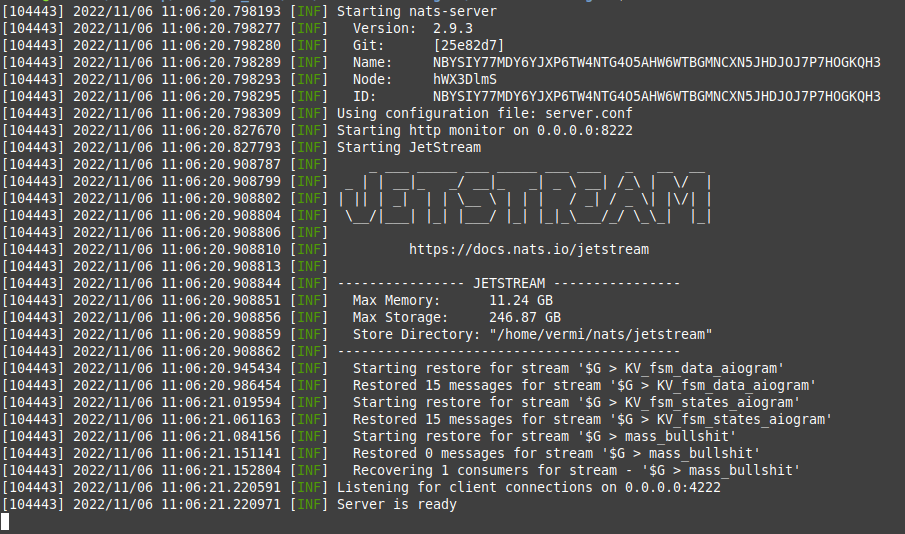 [104443] 2022/11/06 11:06:20.798193 [INF] Starting nats-server
[104443] 2022/11/06 11:06:20.798277 [INF]   Version:  2.9.3
[104443] 2022/11/06 11:06:20.798280 [INF]   Git:      [25e82d7]
[104443] 2022/11/06 11:06:20.798289 [INF]   Name:     NBYSIY77MDY6YJXP6TW4NTG4O5AHW6WTBGMNCXN5JHDJOJ7P7HOGKQH3
[104443] 2022/11/06 11:06:20.798293 [INF]   Node:     hWX3DlmS
[104443] 2022/11/06 11:06:20.798295 [INF]   ID:       NBYSIY77MDY6YJXP6TW4NTG4O5AHW6WTBGMNCXN5JHDJOJ7P7HOGKQH3
[104443] 2022/11/06 11:06:20.798309 [INF] Using configuration file: server.conf
[104443] 2022/11/06 11:06:20.827670 [INF] Starting http monitor on 0.0.0.0:8222
[104443] 2022/11/06 11:06:20.827793 [INF] Starting JetStream
[104443] 2022/11/06 11:06:20.908787 [INF]     _ ___ _____ ___ _____ ___ ___   _   __  __
[104443] 2022/11/06 11:06:20.908799 [INF]  _ | | __|_   _/ __|_   _| _ \ __| /_\ |  \/  |
[104443] 2022/11/06 11:06:20.908802 [INF] | || | _|  | | \__ \ | | |   / _| / _ \| |\/| |
[104443] 2022/11/06 11:06:20.908804 [INF]  \__/|___| |_| |___/ |_| |_|_\___/_/ \_\_|  |_|
[104443] 2022/11/06 11:06:20.908806 [INF]
[104443] 2022/11/06 11:06:20.908810 [INF]          https://docs.nats.io/jetstream
[104443] 2022/11/06 11:06:20.908813 [INF]
[104443] 2022/11/06 11:06:20.908844 [INF] ---------------- JETSTREAM ----------------
[104443] 2022/11/06 11:06:20.908851 [INF]   Max Memory:      11.24 GB
[104443] 2022/11/06 11:06:20.908856 [INF]   Max Storage:     246.87 GB
[104443] 2022/11/06 11:06:20.908859 [INF]   Store Directory: "/home/vermi/nats/jetstream"
[104443] 2022/11/06 11:06:20.908862 [INF] -------------------------------------------
[104443] 2022/11/06 11:06:20.945434 [INF]   Starting restore for stream '$G > KV_fsm_data_aiogram'
[104443] 2022/11/06 11:06:20.986454 [INF]   Restored 15 messages for stream '$G > KV_fsm_data_aiogram'
[104443] 2022/11/06 11:06:21.019594 [INF]   Starting restore for stream '$G > KV_fsm_states_aiogram'
[104443] 2022/11/06 11:06:21.061163 [INF]   Restored 15 messages for stream '$G > KV_fsm_states_aiogram'
[104443] 2022/11/06 11:06:21.084156 [INF]   Starting restore for stream '$G > mass_bullshit'
[104443] 2022/11/06 11:06:21.151141 [INF]   Restored 0 messages for stream '$G > mass_bullshit'
[104443] 2022/11/06 11:06:21.152804 [INF]   Recovering 1 consumers for stream - '$G > mass_bullshit'
[104443] 2022/11/06 11:06:21.220591 [INF] Listening for client connections on 0.0.0.0:4222
[104443] 2022/11/06 11:06:21.220971 [INF] Server is ready